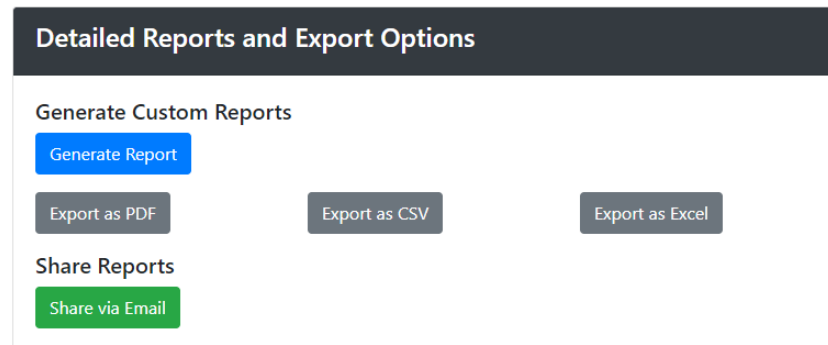 Detailed Reports and Export Options
Generate Custom Reports
Generate Report
Export as PDF Export as CSV Export as Excel
Share Reports
Share via Email